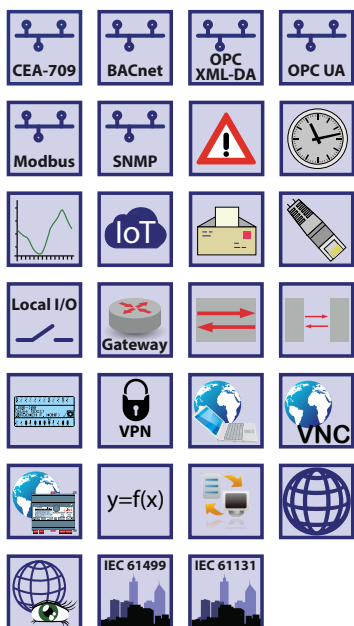 CEA-709
BACnet
OPC
XML-DA
OPC UA
Modbus
SNMP
IoT
Local I/O
Gateway
VPN
VNC
y=f(x)
IEC 61499
IEC 61131